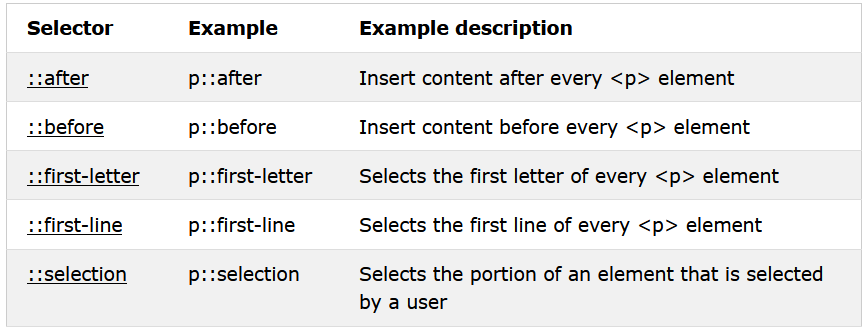 Selector Example Example description
::after p::after Insert content after every <p> element
::before p::before Insert content before every <p> element
::first-letter p::first-letter Selects the first letter of every <p> element
::first-line p::first-line Selects the first line of every <p> element
::selection p::selection Selects the portion of an element that is selected
by a user